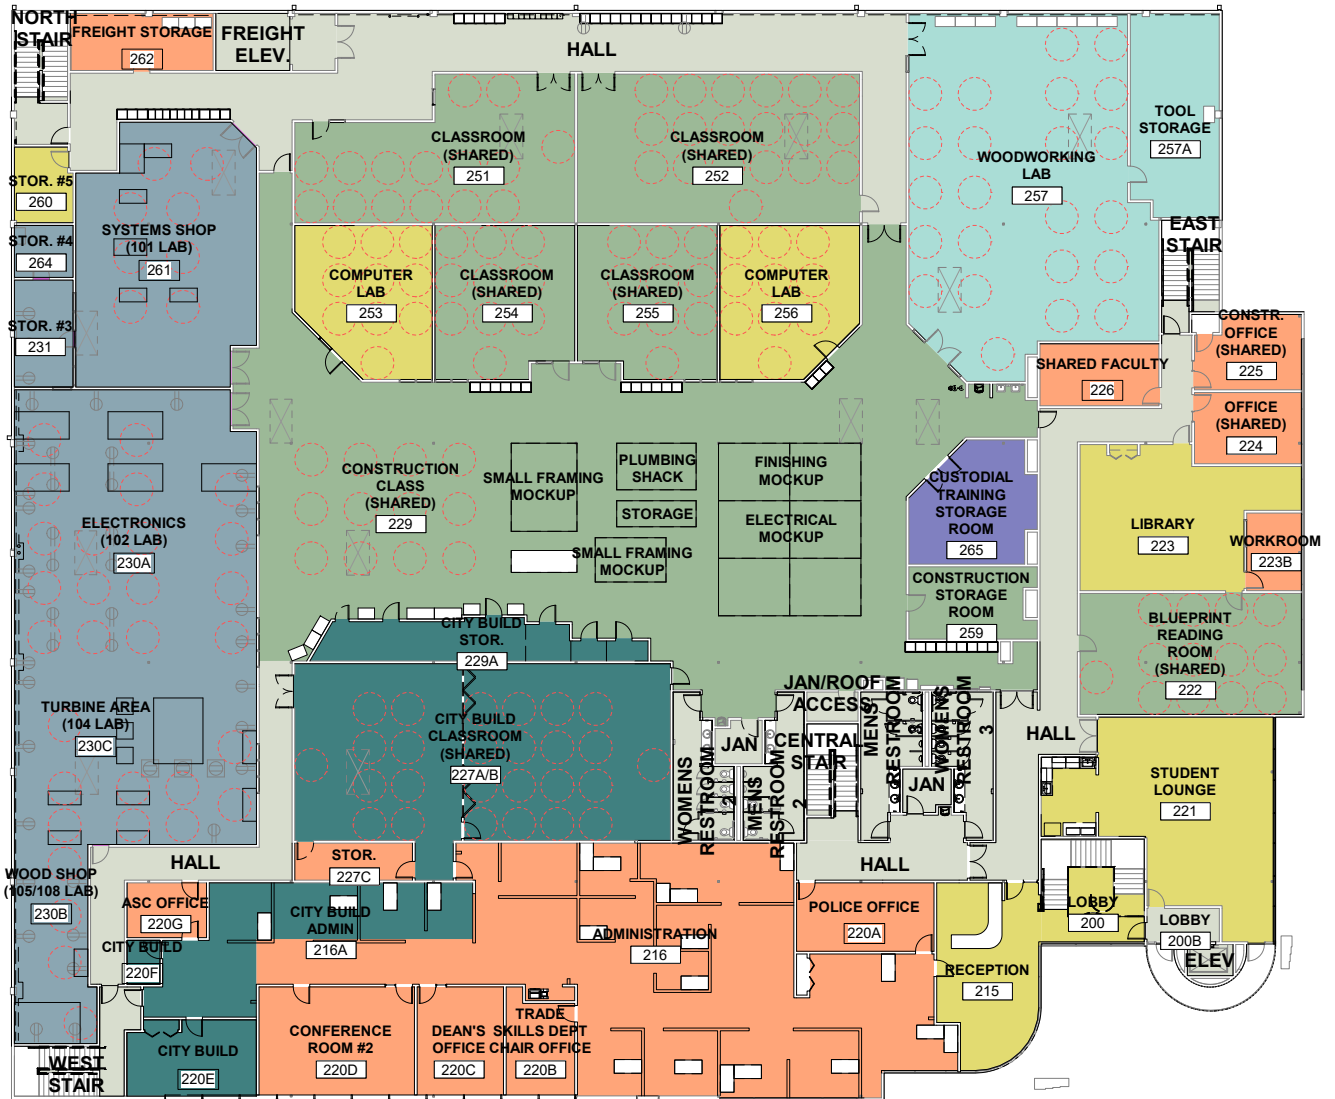 NORTH
STAIR
FREIGHT STORAGE
262
FREIGHT
ELEV.
HALL
TOOL
STORAGE
257A
CLASSROOM
(SHARED)
251
CLASSROOM
(SHARED)
252
WOODWORKING
LAB
257
STOR. #5
260
SYSTEMS SHOP
(101 LAB)
261
STOR. #4
264
EAST
STAIR
COMPUTER
LAB
253
CLASSROOM
(SHARED)
254
CLASSROOM
(SHARED)
255
COMPUTER
LAB
256
STOR. #3
231
CONSTR.
OFFICE
(SHARED)
225
SHARED FACULTY
226
OFFICE
224
CONSTRUCTION
CLASS
(SHARED)
229
SMALL FRAMING
MOCKUP
PLUMBING
SHACK
STORAGE
SMALL FRAMING
MOCKUP
FINISHING
MOCKUP
ELECTRICAL
MOCKUP
CUSTODIAL
TRAINING
STORAGE
ROOM
265
ELECTRONICS
(102 LAB)
230A
LIBRARY
223
WORKROOM
223B
CONSTRUCTION
STORAGE
ROOM
259
BLUEPRINT
READING
ROOM
(SHARED)
222
CITY BUILD
STOR.
229A
TURBINE AREA
(104 LAB)
230C
CITY BUILD
CLASSROOM
(SHARED)
227A/B
JAN/ROOF
ACCESS
WOMENS
RESTROOM
2
JAN
MENS
RESTROOM
2
CENTRAL
STAIR
MENS
RESTROOM
3
JAN
WOMENS
RESTROOM
3
HALL
STUDENT
LOUNGE
221
HALL
STOR.
227C
HALL
WOOD SHOP
(105/108 LAB)
230B
ASC OFFICE
220G
CITY BUILD
220F
CITY BUILD
ADMIN
216A
ADMINISTRATION
216
POLICE OFFICE
220A
LOBBY
200
LOBBY
200B
ELEV
RECEPTION
215
WEST
STAIR
CITY BUILD
220E
CONFERENCE
ROOM #2
220D
DEAN'S
OFFICE
220C
TRADE
SKILLS DEPT
CHAIR OFFICE
220B